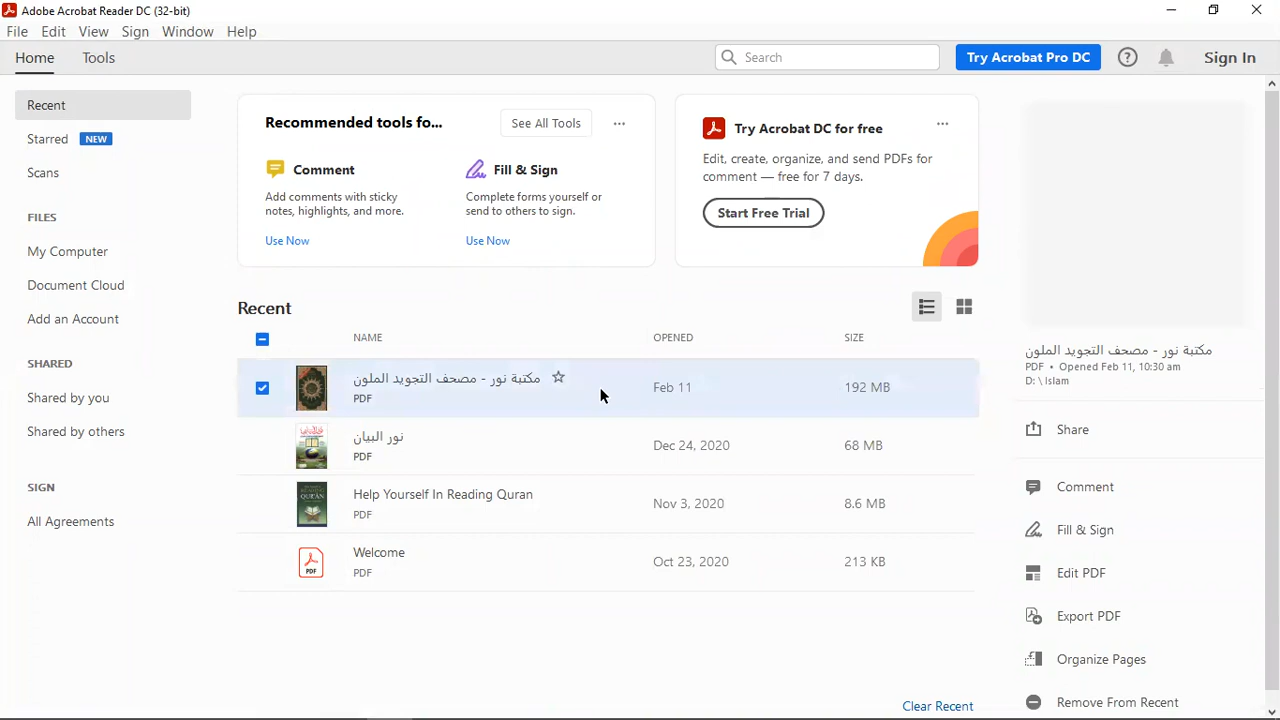 Adobe Acrobat Reader DC (32-bit)
File Edit View Sign Window Help
Home Tools
Search
Try Acrobat Pro DC
Sign In
Recent
Starred NEW
Scans
FILES
My Computer
Document Cloud
Add an Account
SHARED
Shared by you
Shared by others
SIGN
All Agreements
Recommended tools fo...
See All Tools
Comment
Add comments with sticky
notes, highlights, and more.
Use Now
Fill & Sign
Complete forms yourself or
send to others to sign.
Use Now
Try Acrobat DC for free
Edit, create, organize, and send PDFs for
comment — free for 7 days.
Start Free Trial
Recent
NAME OPENED SIZE
مكتبة نور - مصحف التجويد الملون
PDF
Feb 11 192 MB
نور البيان
PDF
Dec 24, 2020 68 MB
Help Yourself In Reading Quran
PDF
Nov 3, 2020 8.6 MB
Welcome
PDF
Oct 23, 2020 213 KB
Clear Recent
مكتبة نور - مصحف التجويد الملون
PDF • Opened Feb 11, 10:30 am
D: \ Islam
Share
Comment
Fill & Sign
Edit PDF
Export PDF
Organize Pages
Remove From Recent